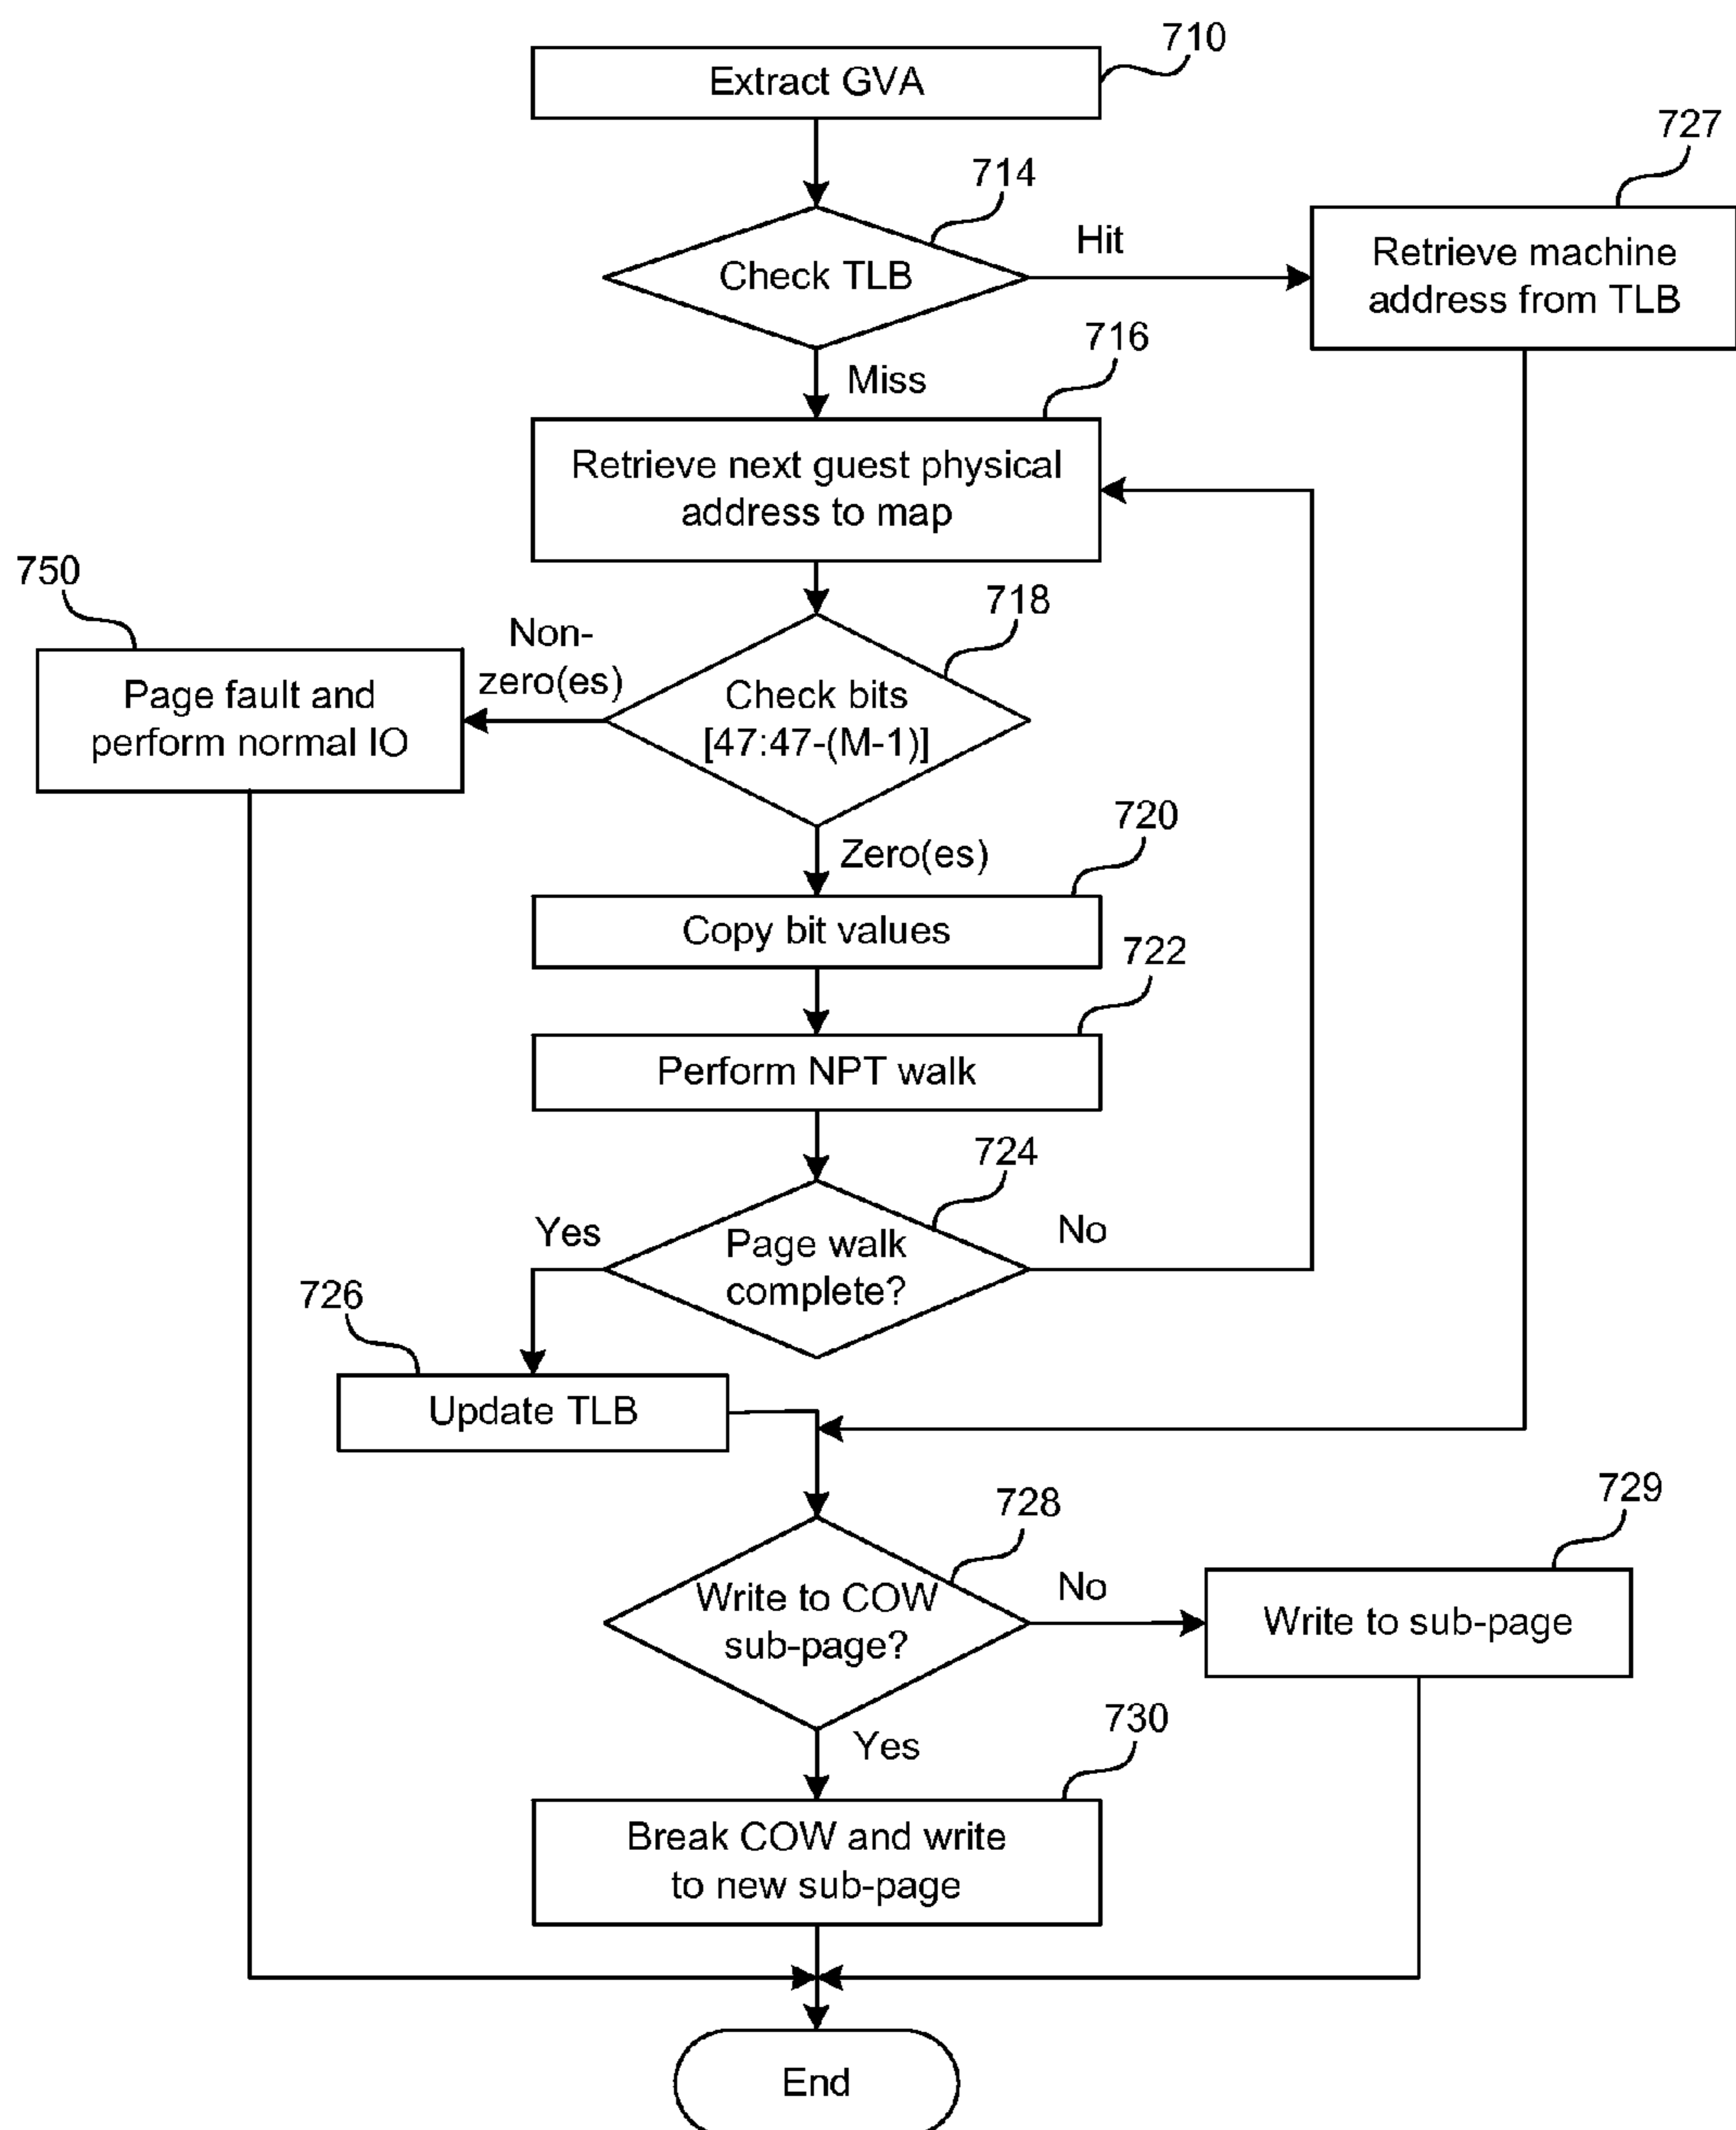 710
Extract GVA
727
714
Hit
Check TLB
Retrieve machine
address from TLB
716
Miss
Retrieve next guest physical
address to map
750
718
Non-
zero(es)
Page fault and
perform normal IO
Check bits
[47:47-(M-1)]
720
Zero(es)
Copy bit values
722
Perform NPT walk
724
Yes
No
Page walk
complete?
726
Update TLB
728
729
No
Write to COW
sub-page?
Write to sub-page
730
Yes
Break COW and write
to new sub-page
End